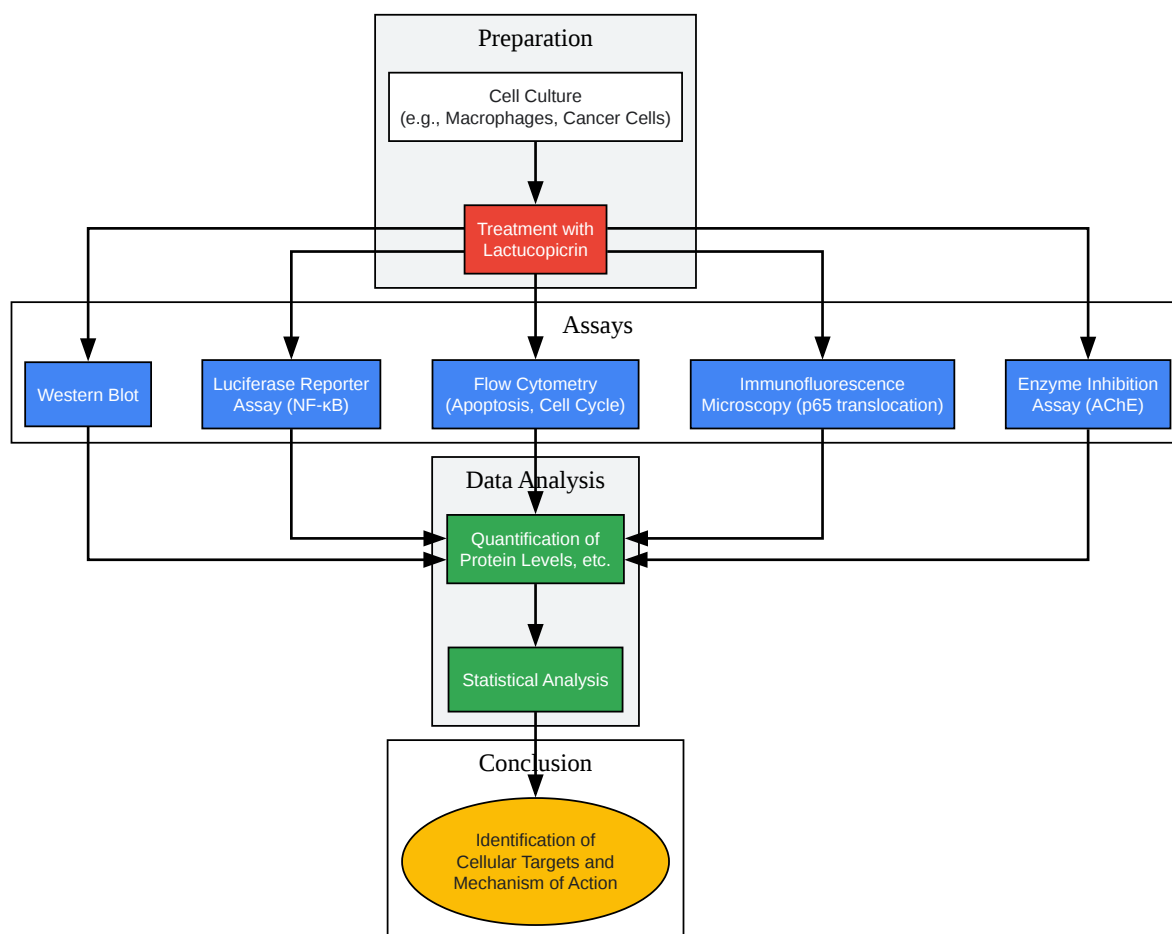 Preparation
Cell Culture
(e.g., Macrophages, Cancer Cells)
Treatment with
Lactucopicrin
Assays
Western Blot
Luciferase Reporter
Assay (NF-κB)
Flow Cytometry
(Apoptosis, Cell Cycle)
Immunofluorescence
Microscopy (p65 translocation)
Enzyme Inhibition
Assay (AChE)
Data Analysis
Quantification of
Protein Levels, etc.
Statistical Analysis
Conclusion
Identification of
Cellular Targets and
Mechanism of Action